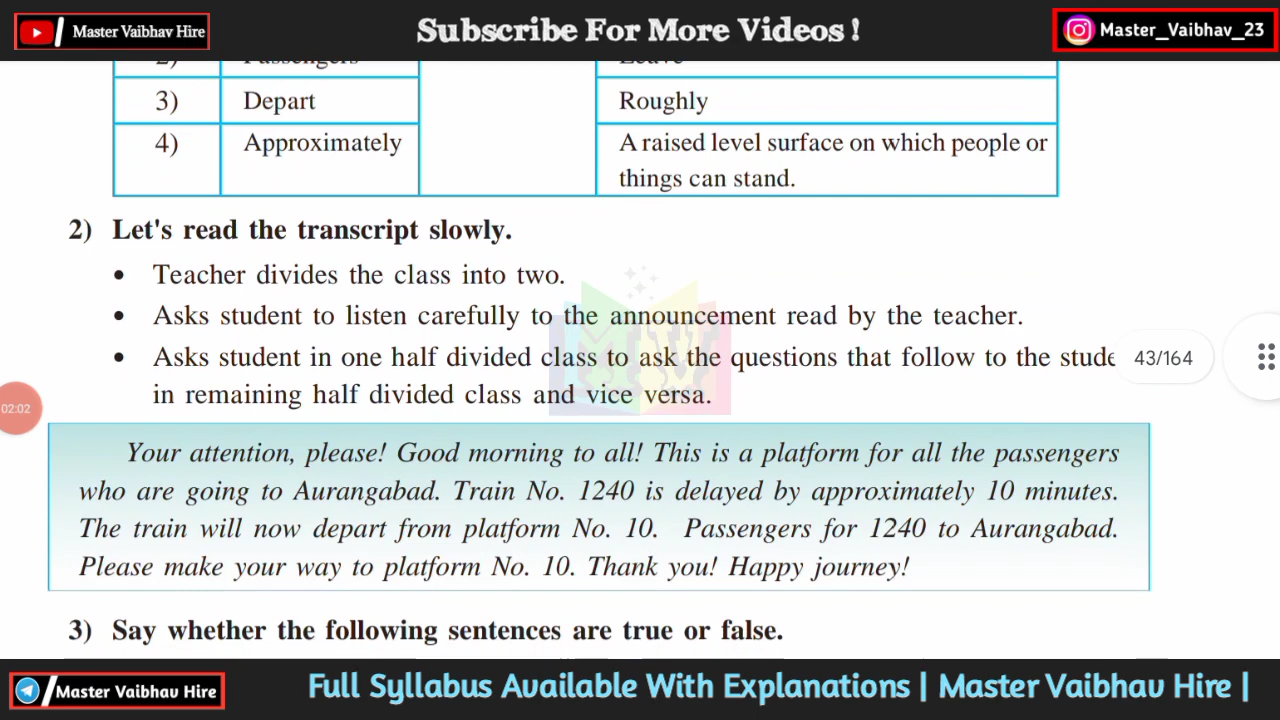 Master Vaibhav Hire
Subscribe For More Videos !
Master_Vaibhav_23
2) Passengers Leave
3) Depart Roughly
4) Approximately A raised level surface on which people or
things can stand.
2) Let's read the transcript slowly.
• Teacher divides the class into two.
• Asks student to listen carefully to the announcement read by the teacher.
• Asks student in one half divided class to ask the questions that follow to the stude
43/164
in remaining half divided class and vice versa.
02:02
Your attention, please! Good morning to all! This is a platform for all the passengers
who are going to Aurangabad. Train No. 1240 is delayed by approximately 10 minutes.
The train will now depart from platform No. 10. Passengers for 1240 to Aurangabad.
Please make your way to platform No. 10. Thank you! Happy journey!
3) Say whether the following sentences are true or false.
Master Vaibhav Hire
Full Syllabus Available With Explanations | Master Vaibhav Hire |